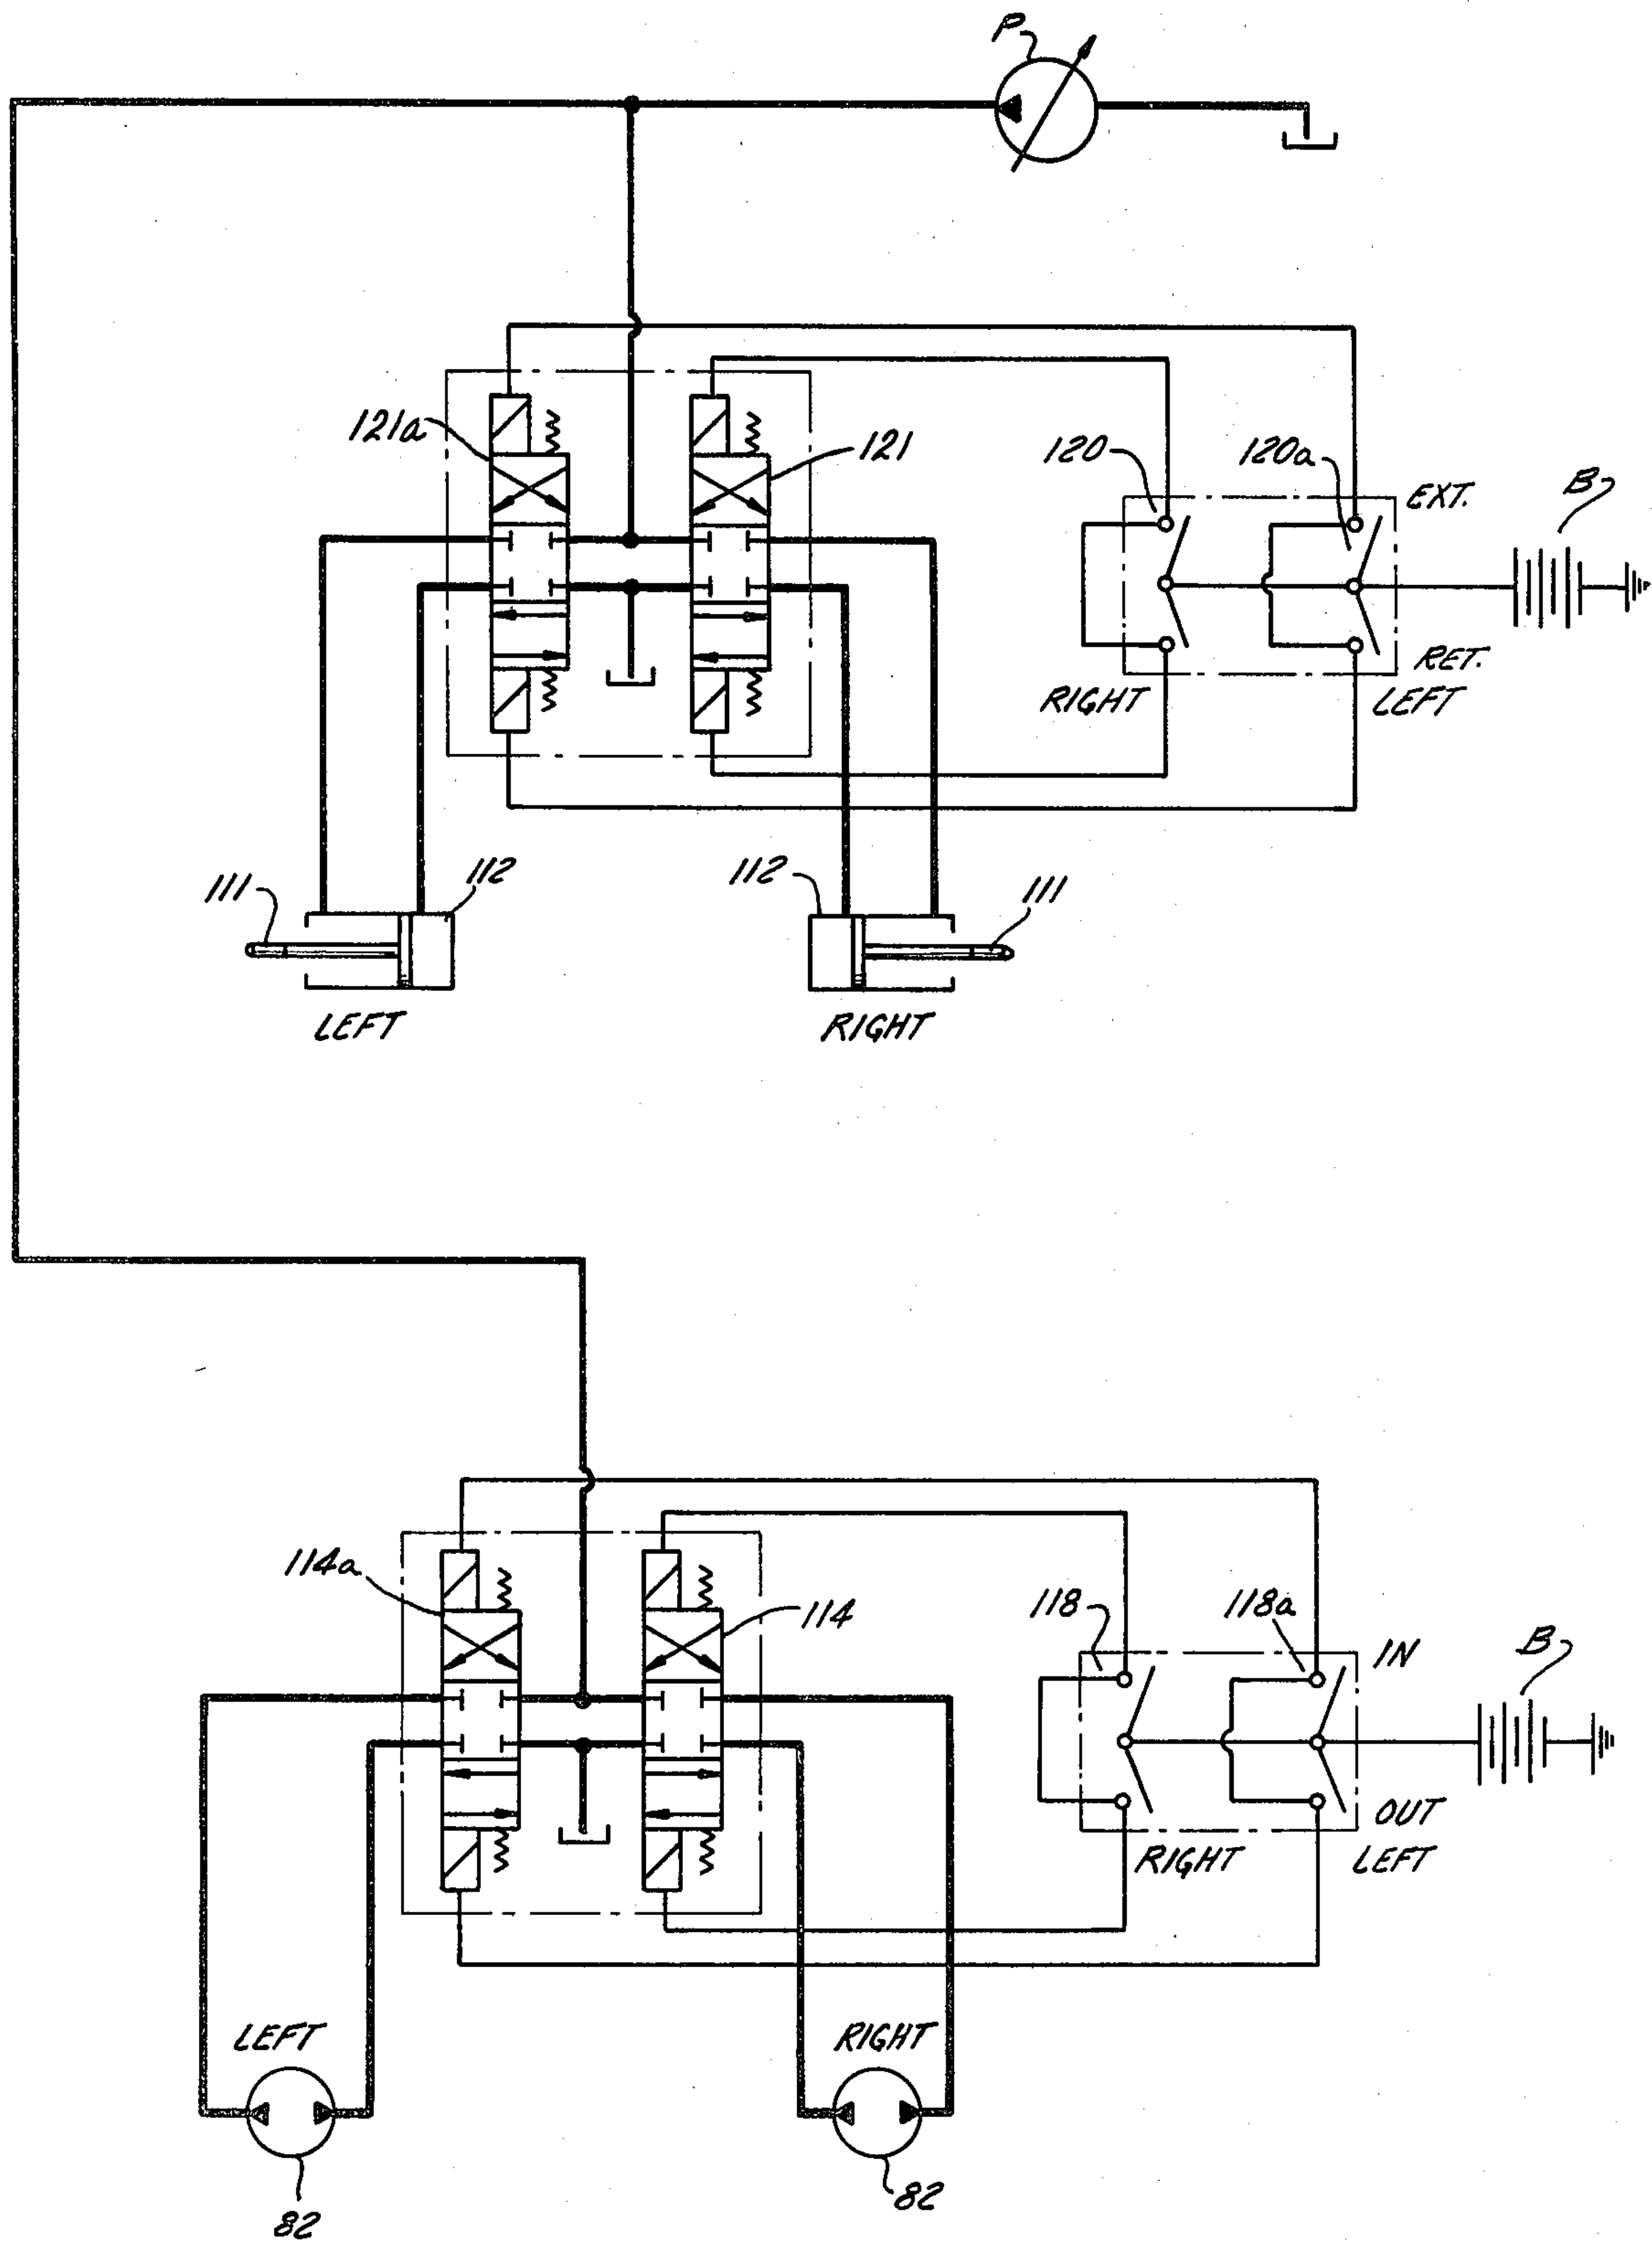 P
121a
121
120
120a
EXT.
B
RET.
RIGHT
LEFT
111
112
112
111
LEFT
RIGHT
114a
114
118
118a
IN
B
OUT
RIGHT
LEFT
LEFT
RIGHT
82
82